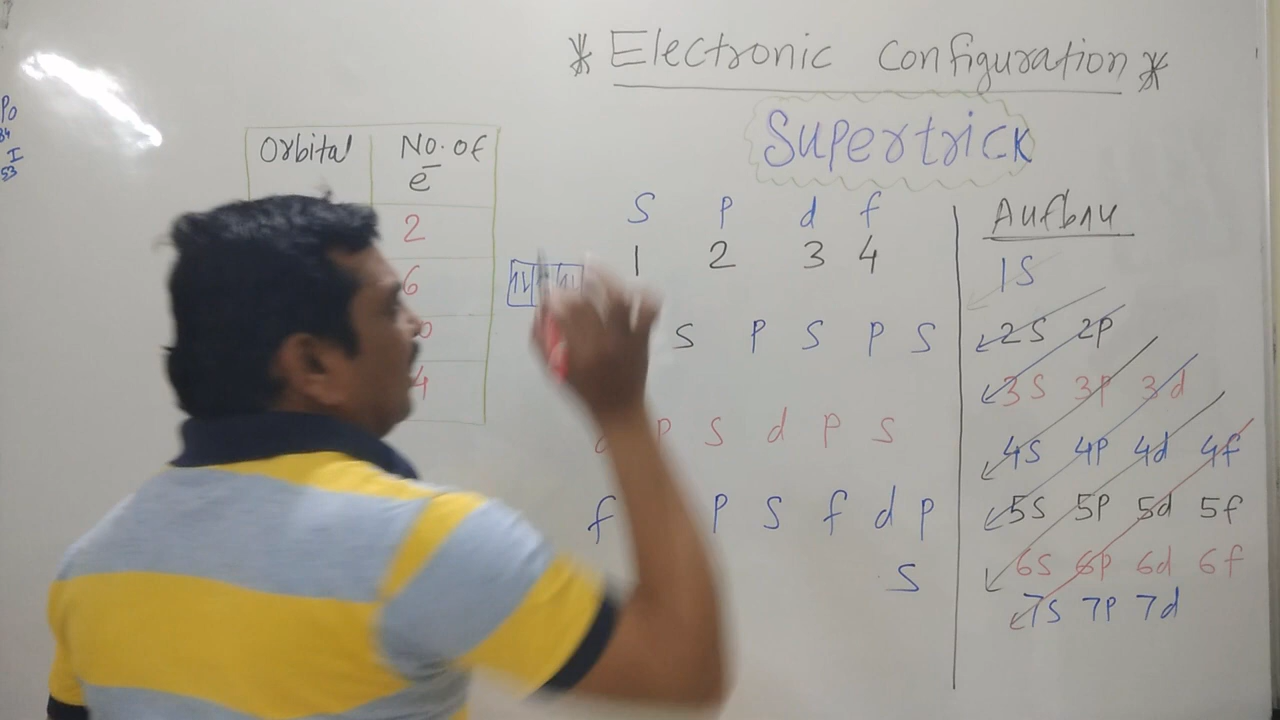 * Electronic Configuration *
Supertrick
Po
84
I
53
Orbital No. of
e⁻
2
6
4
S P d f
1 2 3 4
S P S P S
P S d P S
f P S f d P
S
Aufbau
1S
2S 2P
3S 3P 3d
4S 4P 4d 4f
5S 5P 5d 5f
6S 6P 6d 6f
7S 7P 7d